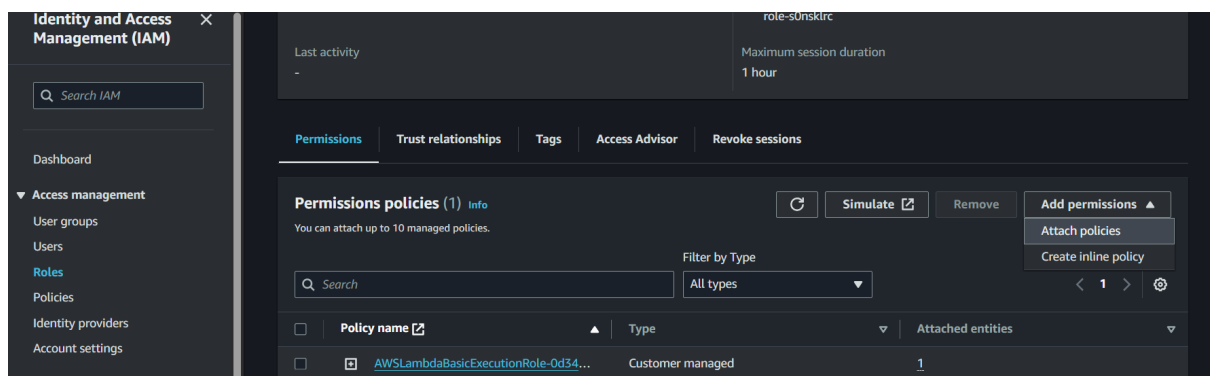 Identity and Access
Management (IAM)
Search IAM
Dashboard
Access management
User groups
Users
Roles
Policies
Identity providers
Account settings
role-s0nsklrc
Last activity
-
Maximum session duration
1 hour
Permissions
Trust relationships
Tags
Access Advisor
Revoke sessions
Permissions policies (1) Info
You can attach up to 10 managed policies.
Simulate
Remove
Add permissions
Attach policies
Create inline policy
Filter by Type
Search
All types
1
Policy name
Type
Attached entities
AWSLambdaBasicExecutionRole-0d34...
Customer managed
1